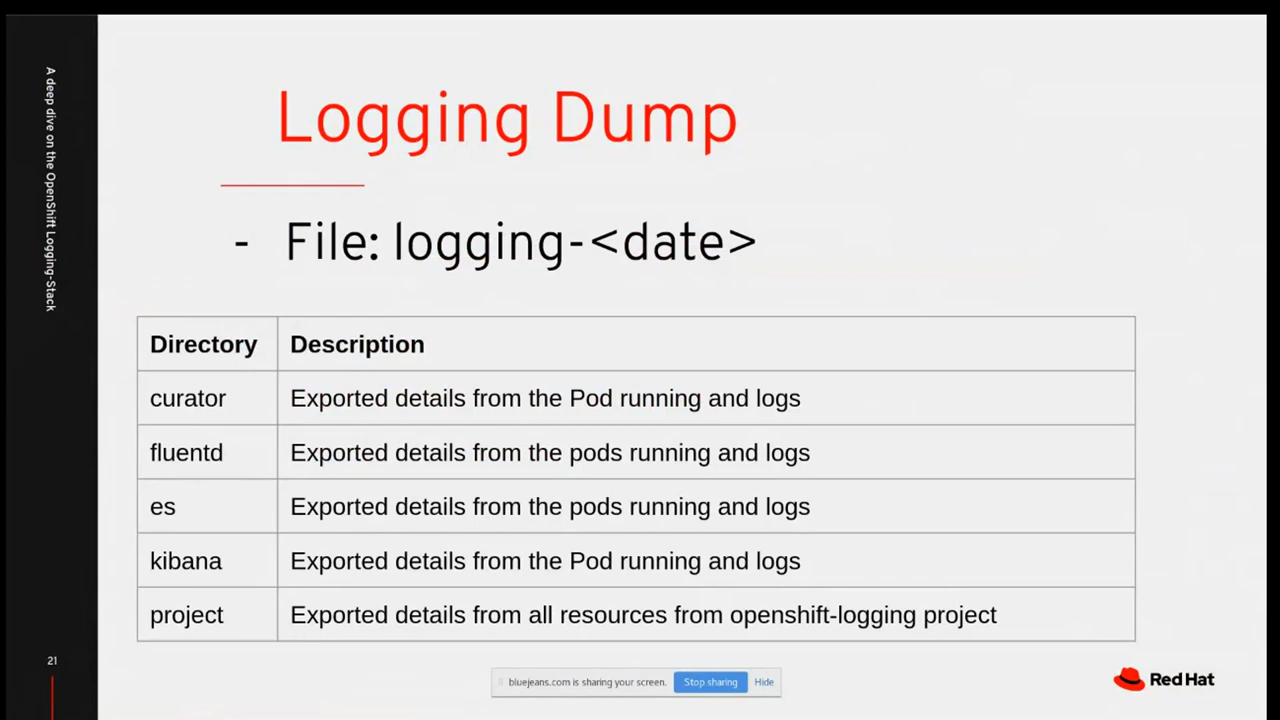 A deep dive on the OpenShift Logging-Stack
Logging Dump
- File: logging-<date>
Directory Description
curator Exported details from the Pod running and logs
fluentd Exported details from the pods running and logs
es Exported details from the pods running and logs
kibana Exported details from the Pod running and logs
project Exported details from all resources from openshift-logging project
21
bluejeans.com is sharing your screen. Stop sharing Hide
Red Hat